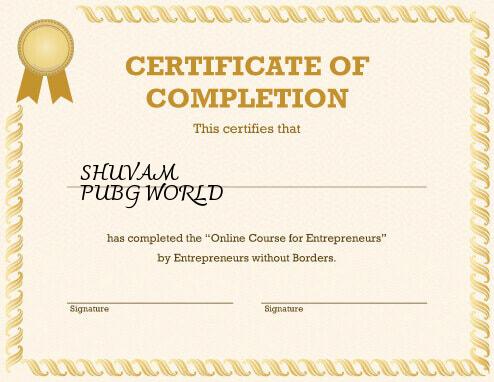 CERTIFICATE OF
COMPLETION
This certifies that
SHUVAM
PUBG WORLD
has completed the “Online Course for Entrepreneurs”
by Entrepreneurs without Borders.
Signature
Signature